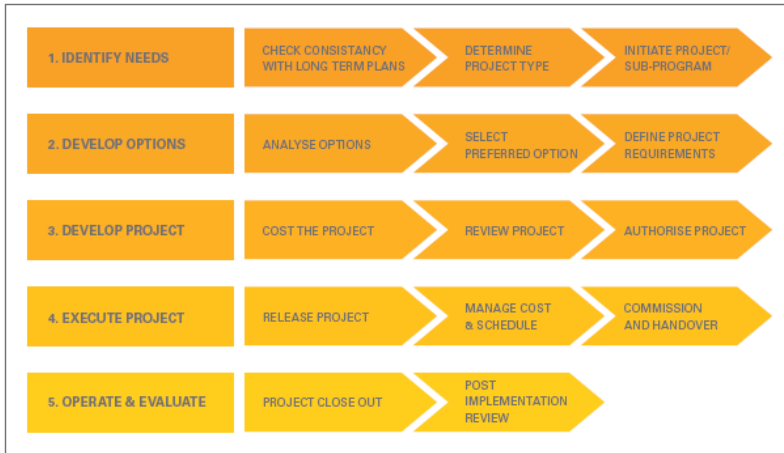 1. IDENTIFY NEEDS
CHECK CONSISTANCY
WITH LONG TERM PLANS
DETERMINE
PROJECT TYPE
INITIATE PROJECT/
SUB-PROGRAM
2. DEVELOP OPTIONS
ANALYSE OPTIONS
SELECT
PREFERRED OPTION
DEFINE PROJECT
REQUIREMENTS
3. DEVELOP PROJECT
COST THE PROJECT
REVIEW PROJECT
AUTHORISE PROJECT
4. EXECUTE PROJECT
RELEASE PROJECT
MANAGE COST
& SCHEDULE
COMMISSION
AND HANDOVER
5. OPERATE & EVALUATE
PROJECT CLOSE OUT
POST
IMPLEMENTATION
REVIEW